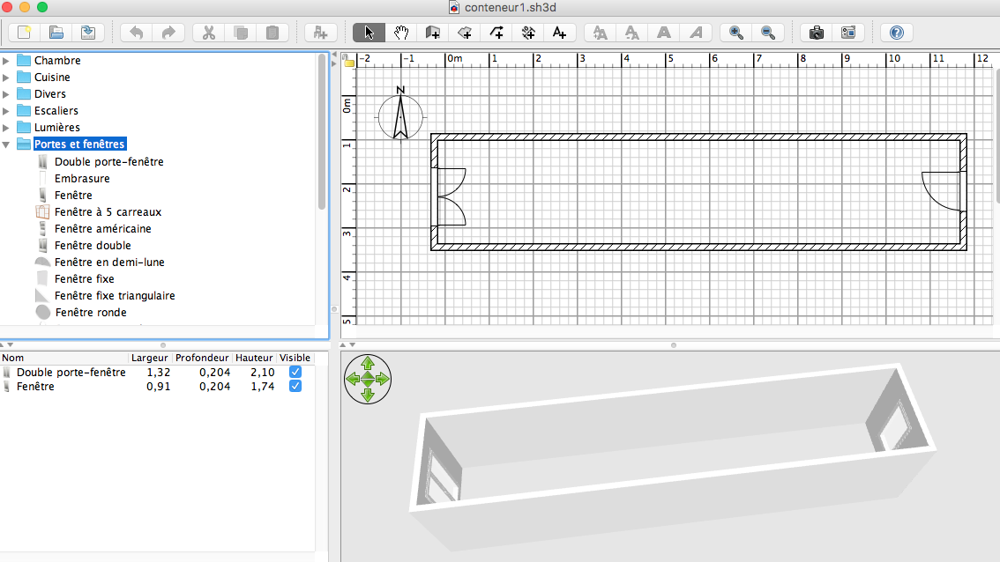 conteneur1.sh3d
Chambre
Cuisine
Divers
Escaliers
Lumières
Portes et fenêtres
Double porte-fenêtre
Embrasure
Fenêtre
Fenêtre à 5 carreaux
Fenêtre américaine
Fenêtre double
Fenêtre en demi-lune
Fenêtre fixe
Fenêtre fixe triangulaire
Fenêtre ronde
-2 -1 0m 1 2 3 4 5 6 7 8 9 10 11 12
0m
1
2
3
4
5
N
Nom Largeur Profondeur Hauteur Visible
Double porte-fenêtre 1,32 0,204 2,10
Fenêtre 0,91 0,204 1,74